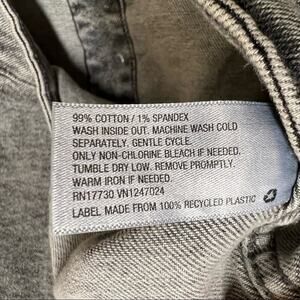 99% COTTON / 1% SPANDEX
WASH INSIDE OUT. MACHINE WASH COLD
SEPARATELY. GENTLE CYCLE.
ONLY NON-CHLORINE BLEACH IF NEEDED.
TUMBLE DRY LOW. REMOVE PROMPTLY.
WARM IRON IF NEEDED.
RN17730 VN1247024
LABEL MADE FROM 100% RECYCLED PLASTIC